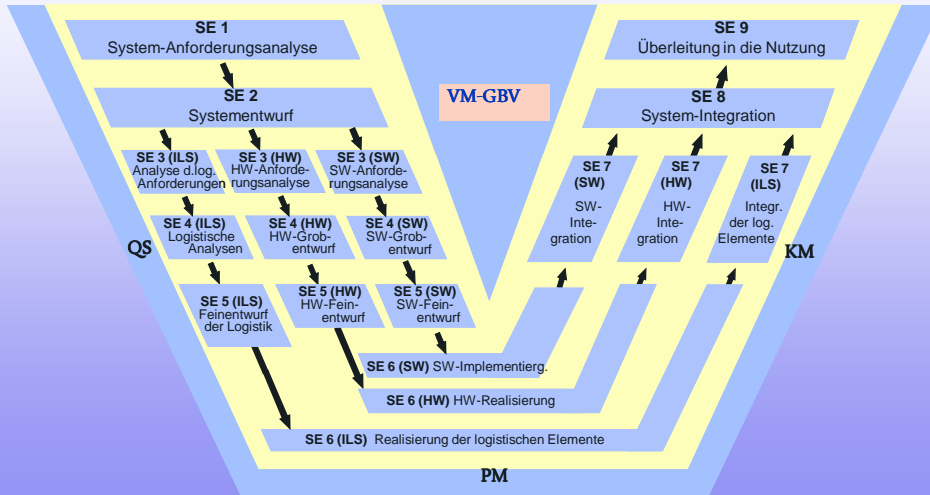 SE 1
System-Anforderungsanalyse
SE 9
Überleitung in die Nutzung
SE 2
Systementwurf
VM-GBV
SE 8
System-Integration
SE 3 (ILS)
Analyse d.log.
Anforderungen
SE 3 (HW)
HW-Anforde-
rungsanalyse
SE 3 (SW)
SW-Anforde-
rungsanalyse
SE 7
(SW)
SW-
Inte-
gration
SE 7
(HW)
HW-
Inte-
gration
SE 7
(ILS)
Integr.
der log.
Elemente
SE 4 (ILS)
Logistische
Analysen
SE 4 (HW)
HW-Grob-
entwurf
SE 4 (SW)
SW-Grob-
entwurf
QS
KM
SE 5 (ILS)
Feinentwurf
der Logistik
SE 5 (HW)
HW-Fein-
entwurf
SE 5 (SW)
SW-Fein-
entwurf
SE 6 (SW) SW-Implementierg.
SE 6 (HW) HW-Realisierung
SE 6 (ILS) Realisierung der logistischen Elemente
PM